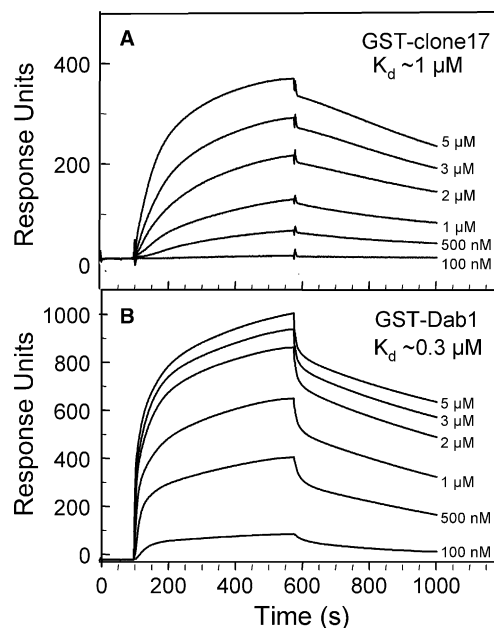 A
GST-clone17
Kd ~1 µM
Response Units
400
200
0
5 µM
3 µM
2 µM
1 µM
500 nM
100 nM
B
GST-Dab1
Kd ~0.3 µM
Response Units
1000
800
600
400
200
0
5 µM
3 µM
2 µM
1 µM
500 nM
100 nM
0 200 400 600 800 1000
Time (s)